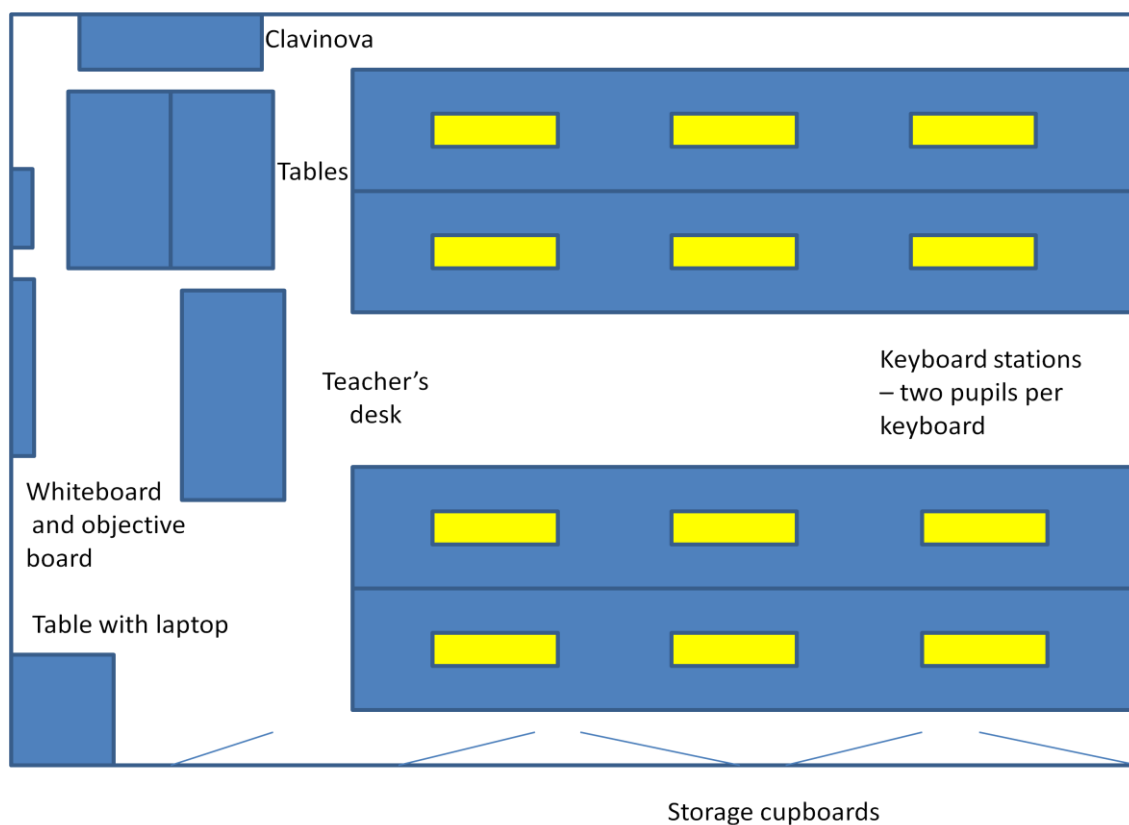 Clavinova
Tables
Teacher’s
desk
Keyboard stations
– two pupils per
keyboard
Whiteboard
and objective
board
Table with laptop
Storage cupboards